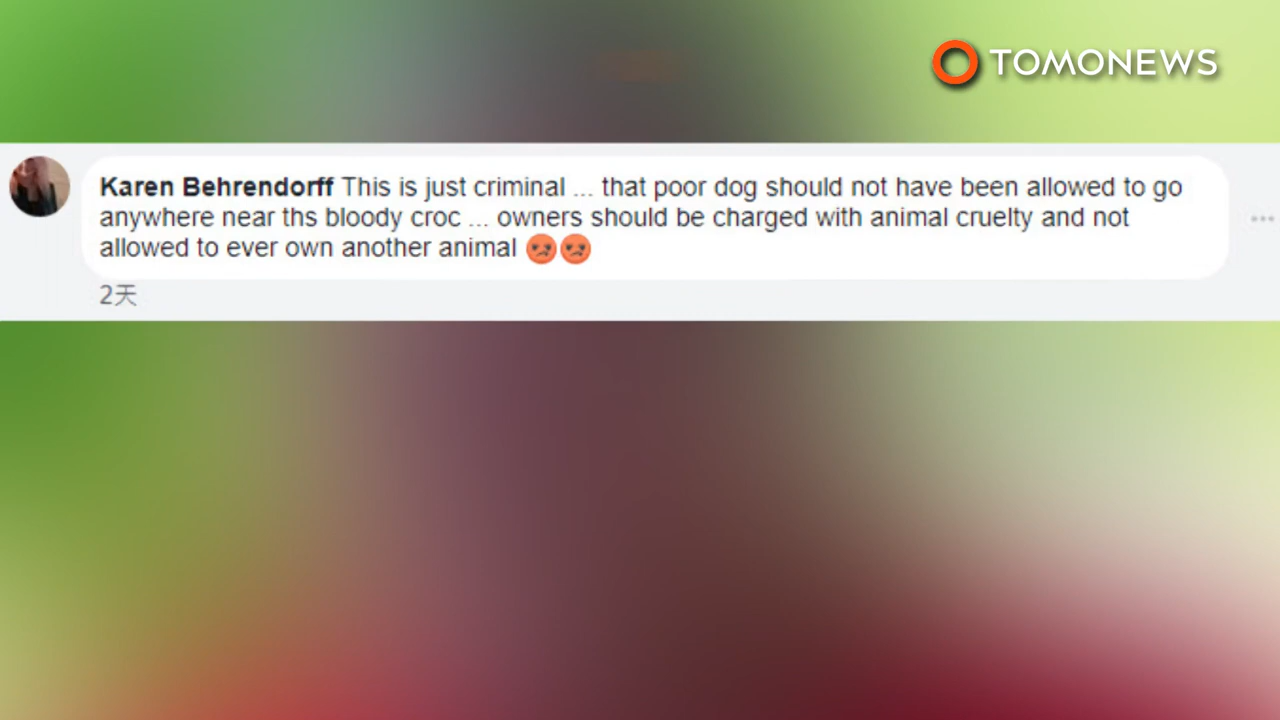 TOMONEWS
Karen Behrendorff This is just criminal ... that poor dog should not have been allowed to go
anywhere near ths bloody croc ... owners should be charged with animal cruelty and not
allowed to ever own another animal 😡😡
2天